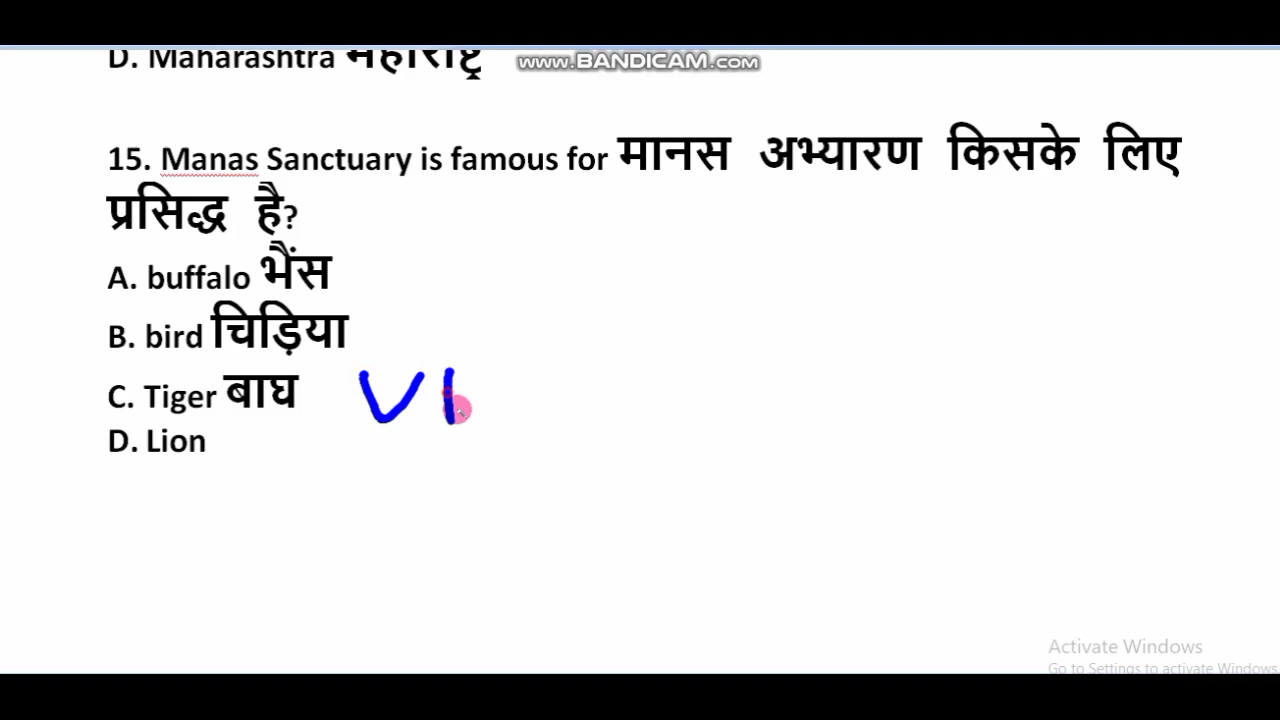 D. Maharashtra महाराष्ट्र
www.BANDICAM.com
15. Manas Sanctuary is famous for मानस अभ्यारण किसके लिए
प्रसिद्ध है?
A. buffalo भैंस
B. bird चिड़िया
C. Tiger बाघ VI
D. Lion
Activate Windows
Go to Settings to activate Windows